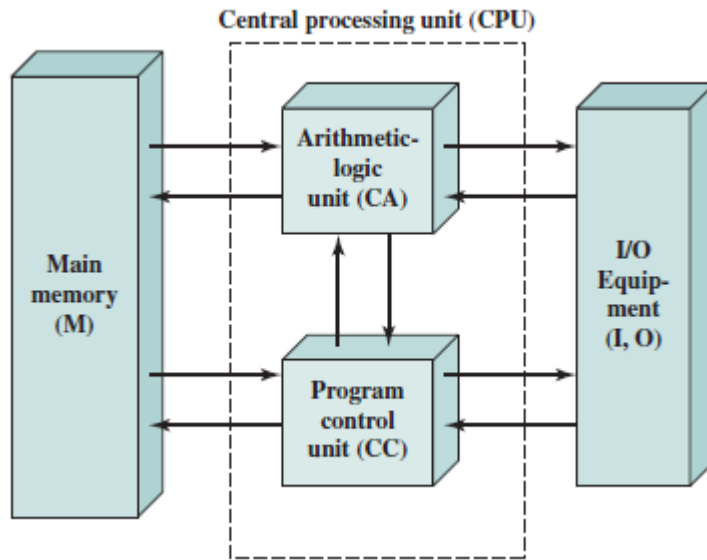 Central processing unit (CPU)
Arithmetic-
logic
unit (CA)
Main
memory
(M)
I/O
Equip-
ment
(I, O)
Program
control
unit (CC)